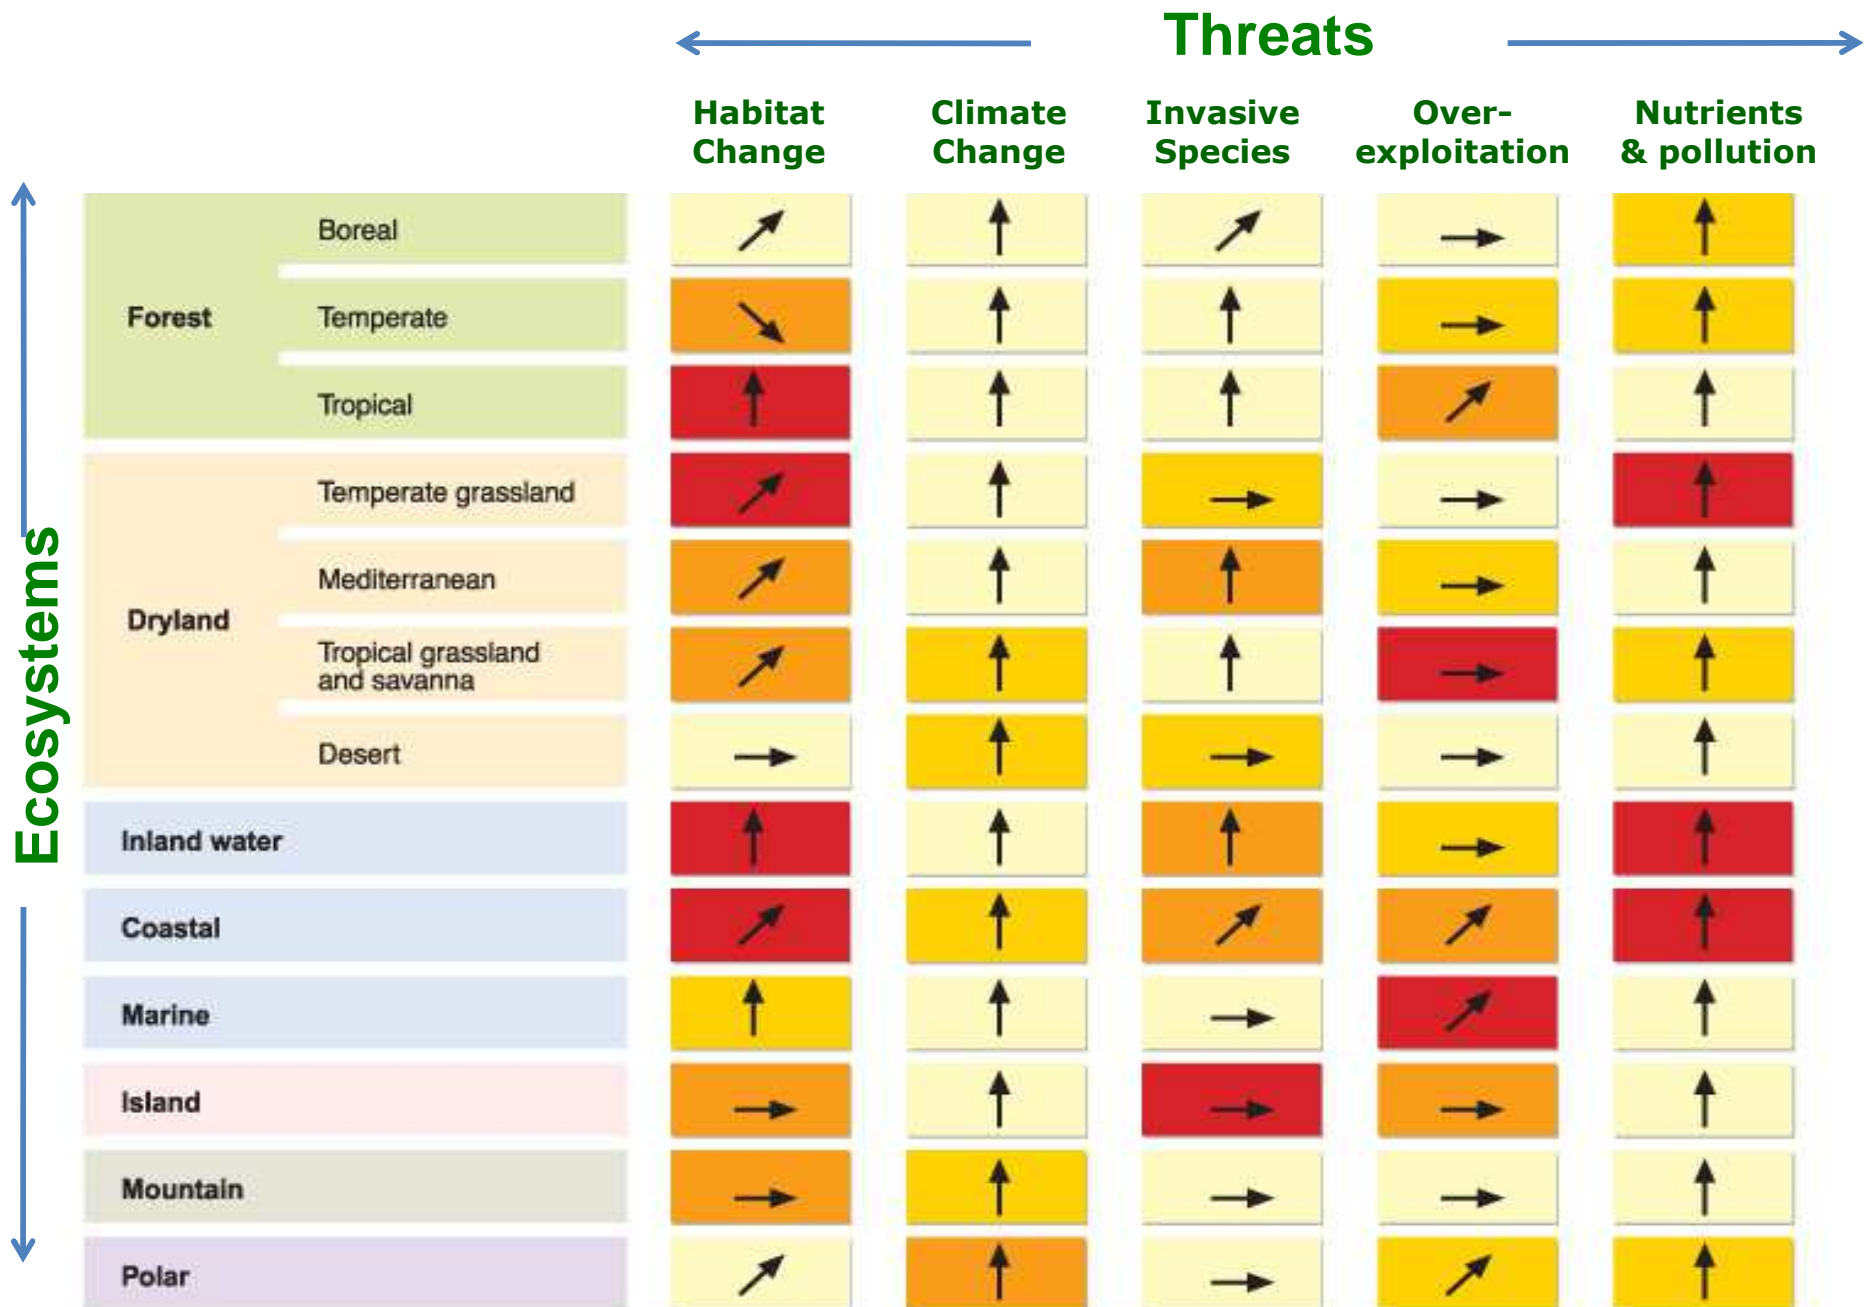 Threats
Habitat
Change
Climate
Change
Invasive
Species
Over-
exploitation
Nutrients
& pollution
Ecosystems
Forest
Boreal
Temperate
Tropical
Dryland
Temperate grassland
Mediterranean
Tropical grassland
and savanna
Desert
Inland water
Coastal
Marine
Island
Mountain
Polar